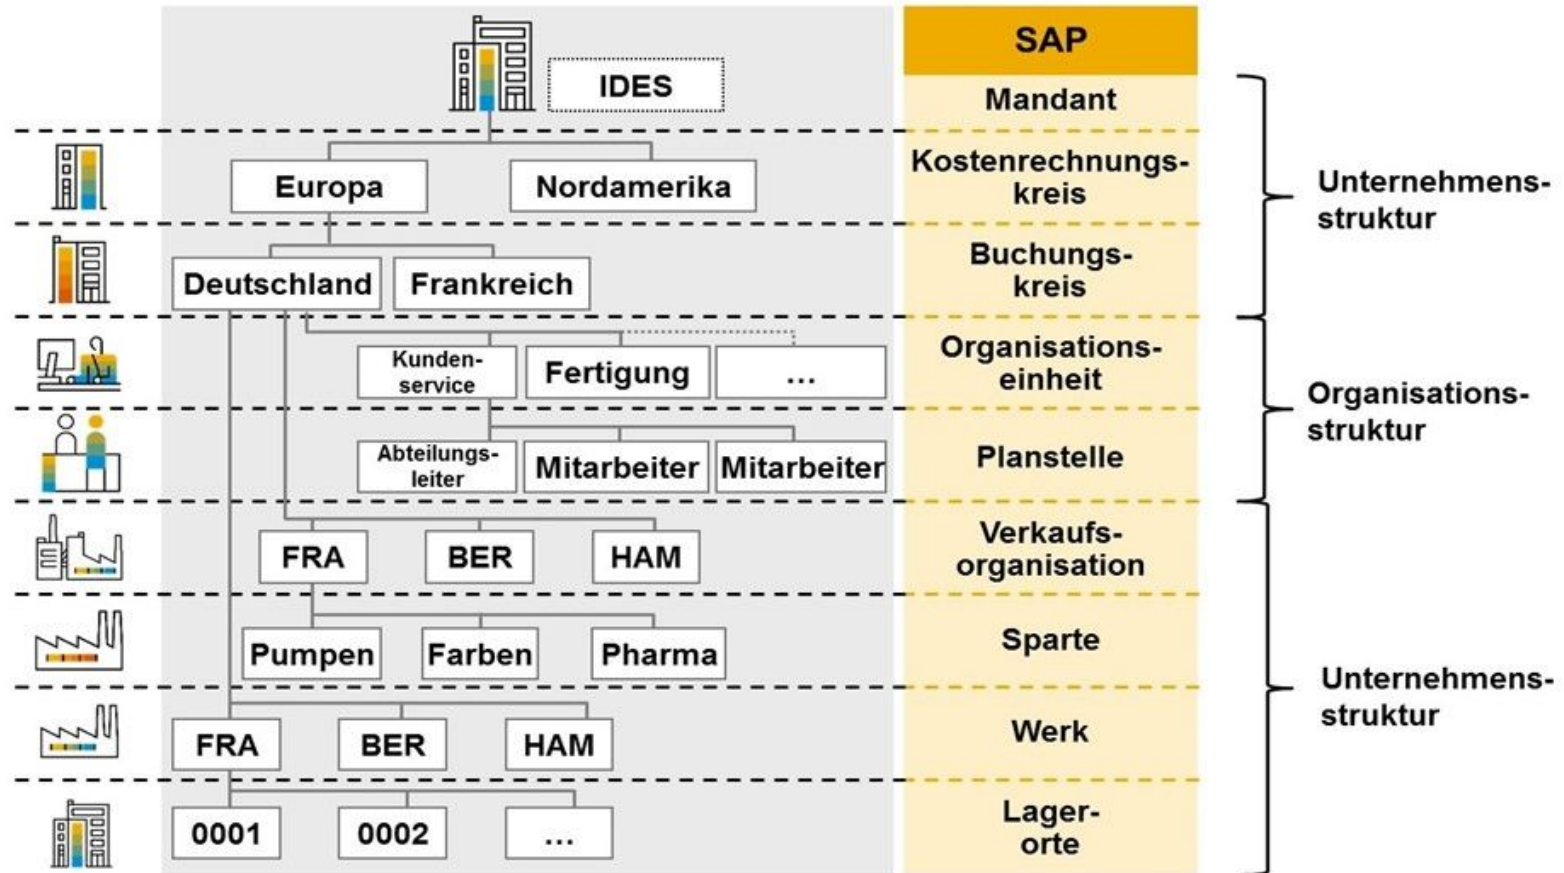 SAP
IDES
Mandant
Europa
Nordamerika
Kostenrechnungs-
kreis
Unternehmens-
struktur
Deutschland
Frankreich
Buchungs-
kreis
Kunden-
service
Fertigung
...
Organisations-
einheit
Organisations-
struktur
Abteilungs-
leiter
Mitarbeiter
Mitarbeiter
Planstelle
FRA
BER
HAM
Verkaufs-
organisation
Pumpen
Farben
Pharma
Sparte
Unternehmens-
struktur
FRA
BER
HAM
Werk
0001
0002
...
Lager-
orte